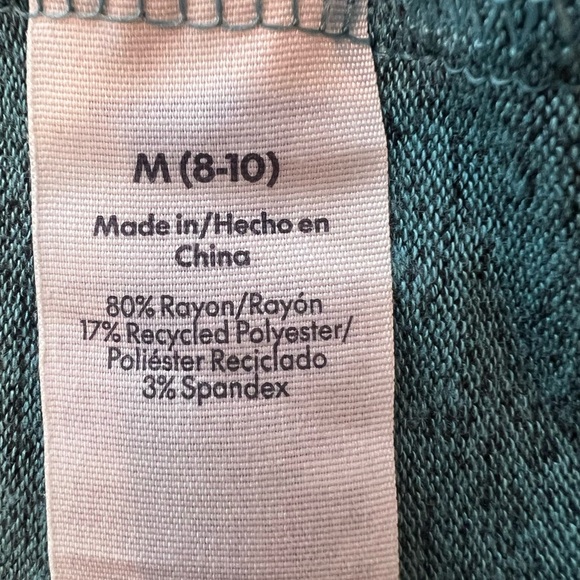 M (8-10)
Made in/Hecho en
China
80% Rayon/Rayón
17% Recycled Polyester/
Poliéster Reciclado
3% Spandex